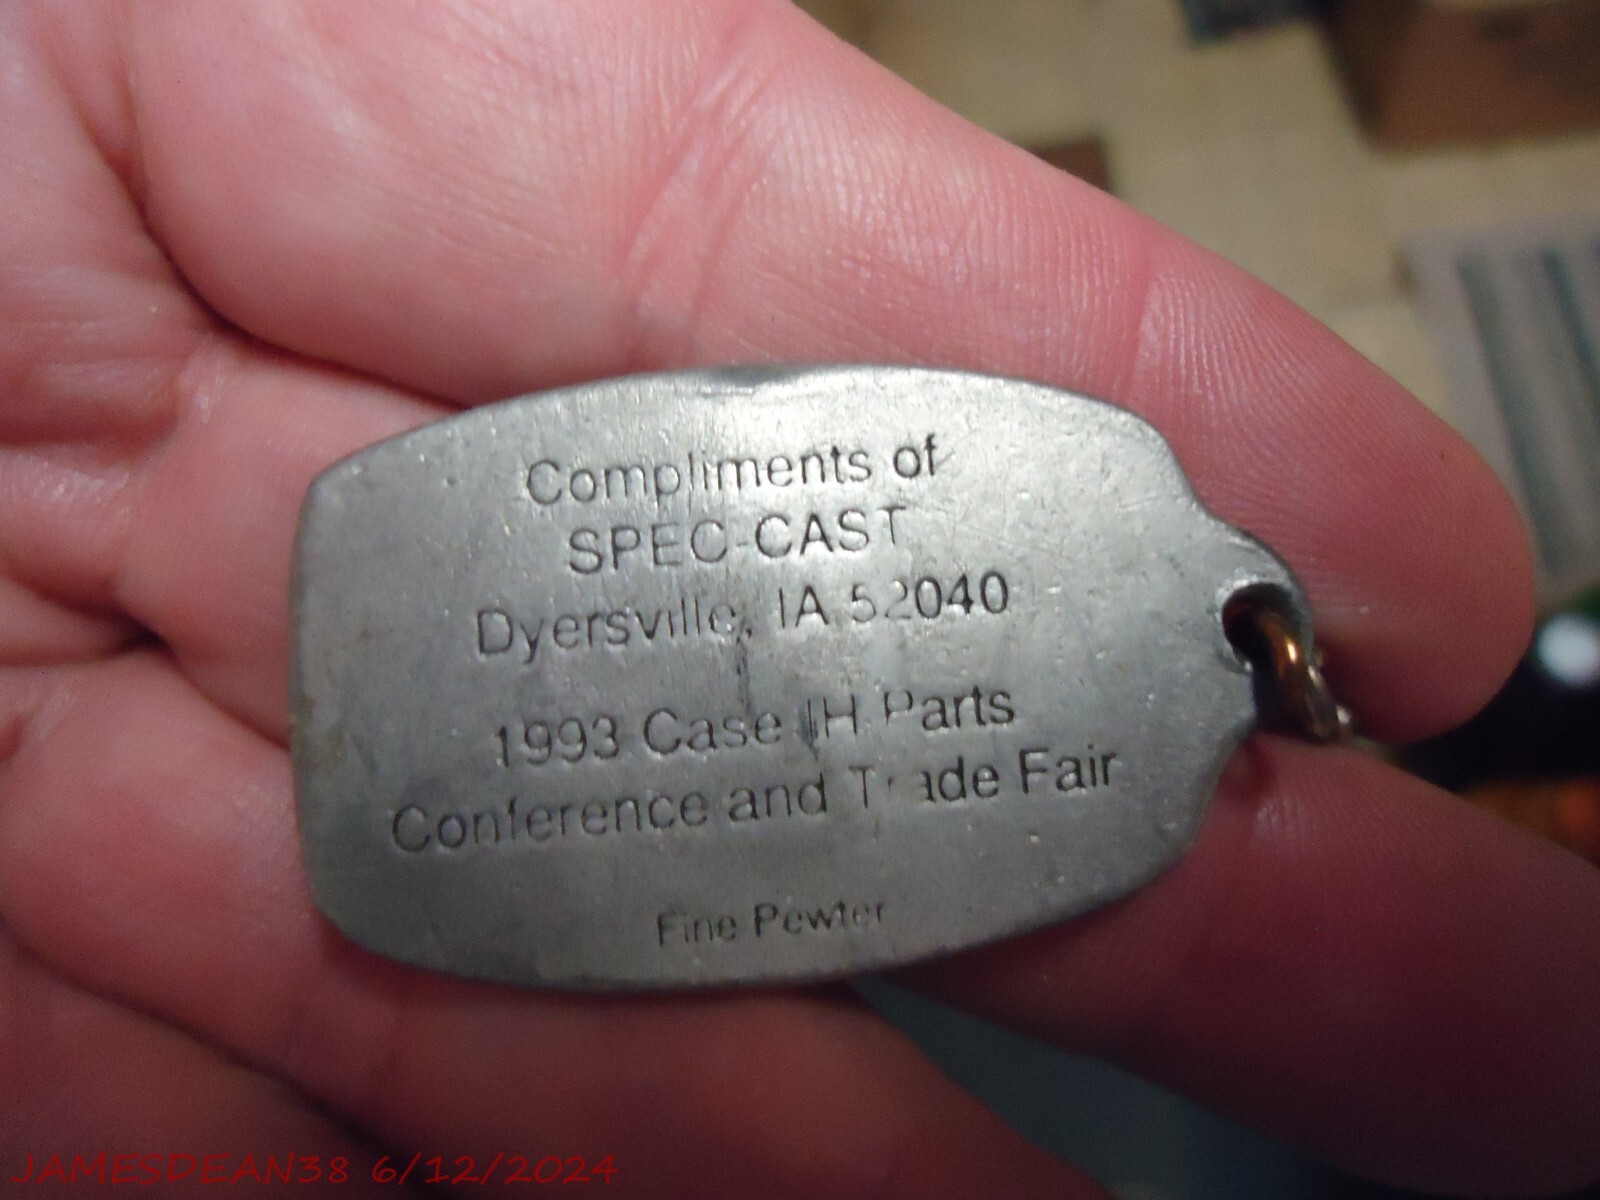 Compliments of
SPEC-CAST
Dyersville, IA 52040
1993 Case IH Parts
Conference and Trade Fair
Fine Pewter
JAMESDEAN38 6/12/2024